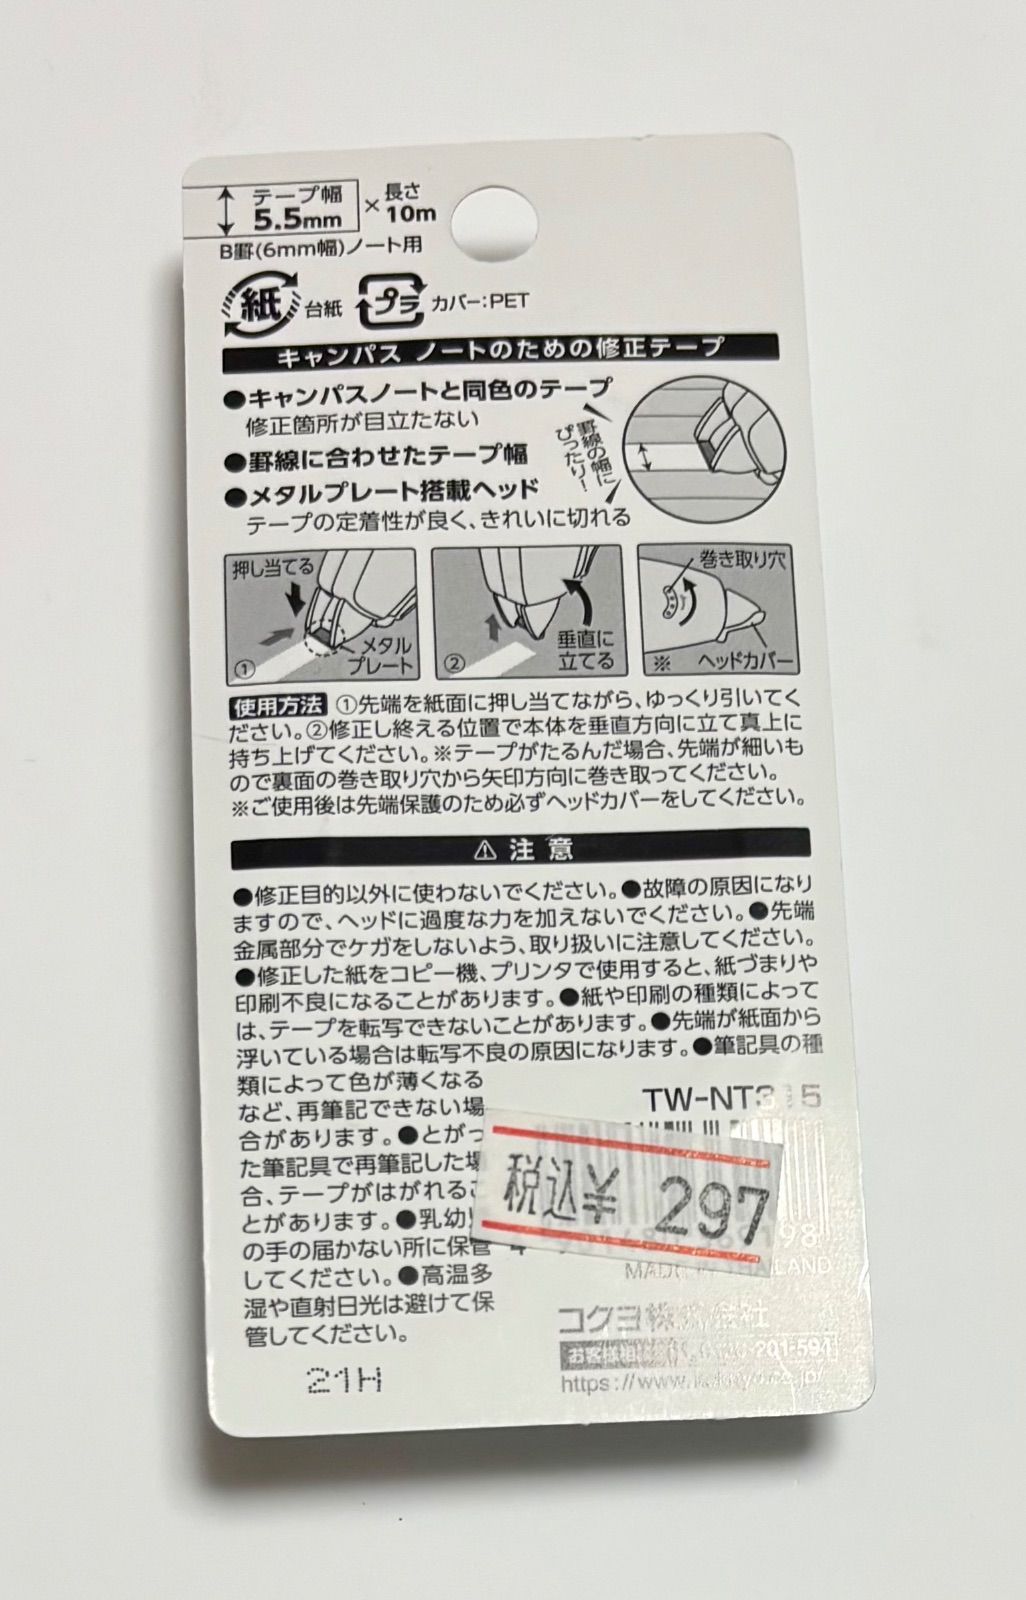 テープ幅
5.5mm
× 長さ
10m
B罫(6mm幅)ノート用
紙 台紙 プラ カバー:PET
キャンパス ノートのための修正テープ
●キャンパスノートと同色のテープ
修正箇所が目立たない
●罫線に合わせたテープ幅
●メタルプレート搭載ヘッド
テープの定着性が良く、きれいに切れる
罫線の幅に
ぴったり!
押し当てる
メタル
プレート
①
②
垂直に
立てる
巻き取り穴
※ ヘッドカバー
使用方法 ①先端を紙面に押し当てながら、ゆっくり引いてく
ださい。②修正し終える位置で本体を垂直方向に立て真上に
持ち上げてください。※テープがたるんだ場合、先端が細いも
ので裏面の巻き取り穴から矢印方向に巻き取ってください。
※ご使用後は先端保護のため必ずヘッドカバーをしてください。
⚠ 注意
●修正目的以外に使わないでください。●故障の原因になり
ますので、ヘッドに過度な力を加えないでください。●先端
金属部分でケガをしないよう、取り扱いに注意してください。
●修正した紙をコピー機、プリンタで使用すると、紙づまりや
印刷不良になることがあります。●紙や印刷の種類によって
は、テープを転写できないことがあります。●先端が紙面から
浮いている場合は転写不良の原因になります。●筆記具の種
類によって色が薄くなる
など、再筆記できない場
合があります。●とがっ
た筆記具で再筆記した場
合、テープがはがれるこ
とがあります。●乳幼
の手の届かない所に保管
してください。●高温多
湿や直射日光は避けて保
管してください。
21H
税込¥ 297
コクヨ株式会社
201-594